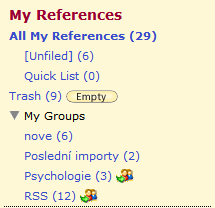 My References
All My References (29)
[Unfiled] (6)
Quick List (0)
Trash (9) Empty
My Groups
nove (6)
Poslední importy (2)
Psychologie (3)
RSS (12)